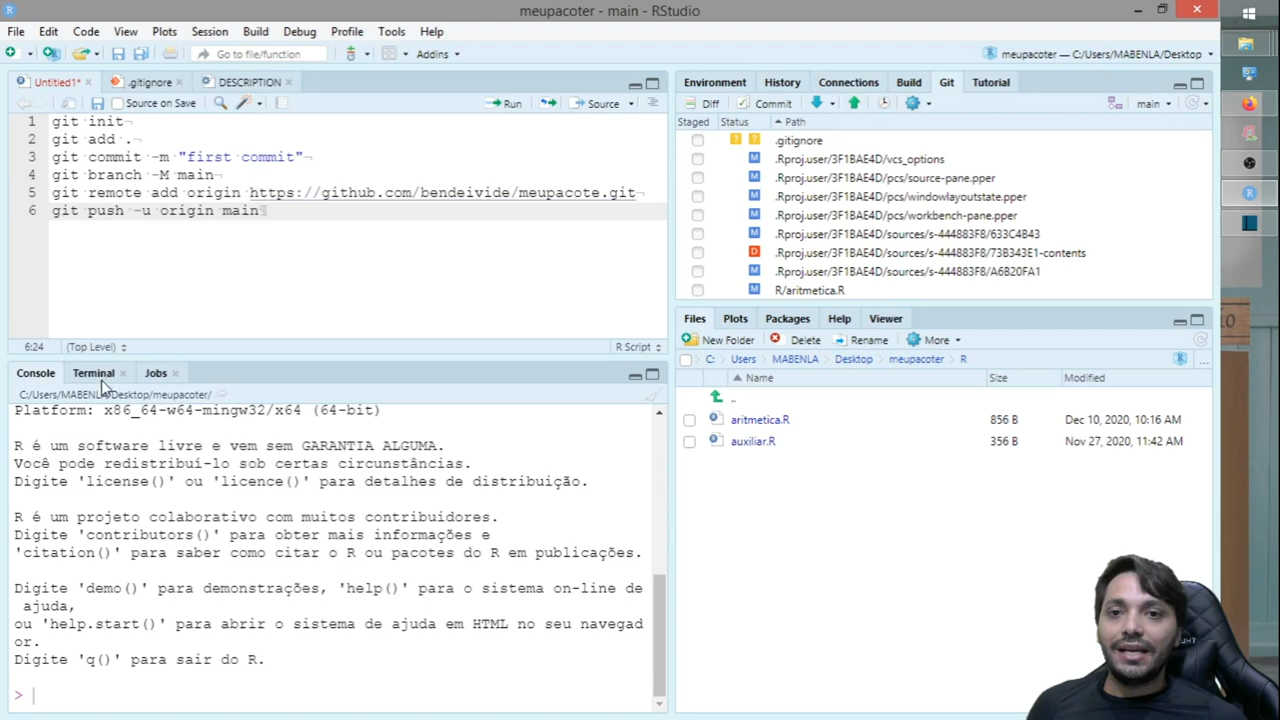 meupacoter - main - RStudio
File Edit Code View Plots Session Build Debug Profile Tools Help
Go to file/function Addins meupacoter — C:/Users/MABENLA/Desktop
Untitled1* .gitignore DESCRIPTION
Source on Save Run Source
1 git init
2 git add .
3 git commit -m "first commit"
4 git branch -M main
5 git remote add origin https://github.com/bendeivide/meupacote.git
6 git push -u origin main
6:24 (Top Level) R Script
Console Terminal Jobs
C:/Users/MABENLA/Desktop/meupacoter/
Platform: x86_64-w64-mingw32/x64 (64-bit)
R é um software livre e vem sem GARANTIA ALGUMA.
Você pode redistribuí-lo sob certas circunstâncias.
Digite 'license()' ou 'licence()' para detalhes de distribuição.
R é um projeto colaborativo com muitos contribuidores.
Digite 'contributors()' para obter mais informações e
'citation()' para saber como citar o R ou pacotes do R em publicações.
Digite 'demo()' para demonstrações, 'help()' para o sistema on-line de
ajuda,
ou 'help.start()' para abrir o sistema de ajuda em HTML no seu navegad
or.
Digite 'q()' para sair do R.
>
Environment History Connections Build Git Tutorial
Diff Commit main
Staged Status Path
? ? .gitignore
M .Rproj.user/3F1BAE4D/vcs_options
M .Rproj.user/3F1BAE4D/pcs/source-pane.pper
M .Rproj.user/3F1BAE4D/pcs/windowlayoutstate.pper
M .Rproj.user/3F1BAE4D/pcs/workbench-pane.pper
M .Rproj.user/3F1BAE4D/sources/s-444883F8/633C4B43
D .Rproj.user/3F1BAE4D/sources/s-444883F8/73B343E1-contents
M .Rproj.user/3F1BAE4D/sources/s-444883F8/A6B20FA1
M R/aritmetica.R
Files Plots Packages Help Viewer
New Folder Delete Rename More
C: Users MABENLA Desktop meupacoter R ...
Name Size Modified
..
aritmetica.R 856 B Dec 10, 2020, 10:16 AM
auxiliar.R 356 B Nov 27, 2020, 11:42 AM